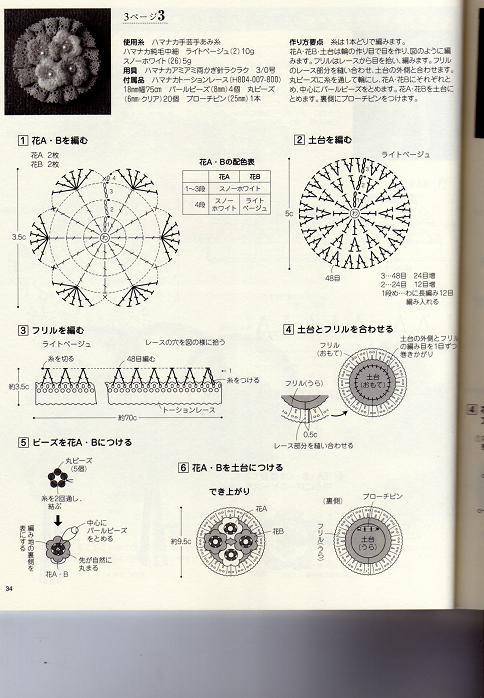 3ページ3
使用糸 ハマナカ手芸手あみ糸
ハマナカ純毛中細 ライトベージュ(2)10g
スノーホワイト(26)5g
用具 ハマナカアミアミ両かぎ針ラクラク 3/0号
付属品 ハマナカトーションレース(H804-007-800)
18mm幅75cm パールビーズ(8mm)4個 丸ビーズ
(6mm・クリア)20個 ブローチピン(25mm)1本
作り方要点 糸は1本どりで編みます。
花A・花B・土台は輪の作り目で目を作り、図のように編
みます。フリルはレースから目を拾い、編みます。フリル
のレース部分を縫い合わせ、土台の外側と合わせます。
丸ビーズに糸を通して輪にし、花A・花Bにそれぞれと
め、中心にパールビーズをとめます。花A・花Bを土台に
とめます。裏側にブローチピンをつけます。
1 花A・Bを編む
花A 2枚
花B 2枚
3.5c
花A・Bの配色表
花A 花B
1〜3段 スノーホワイト
4段 スノーホワイト ライトベージュ
2 土台を編む
ライトベージュ
5c
48目
3…48目 24目増
2…24目 12目増
1段め…わに長編み12目
編み入れる
3 フリルを編む
ライトベージュ
レースの穴を図の様に拾う
糸を切る
48目編む
1
糸をつける
約3.5c
トーションレース
約70c
4 土台とフリルを合わせる
フリル
(おもて)
土台の外側とフリル
の編み目を1目ずつ
巻きかがり
土台
(おもて)
フリル(うら)
0.5c
レース部分を縫い合わせる
5 ビーズを花A・Bにつける
丸ビーズ
(5個)
糸を2回通し、
結ぶ
中心に
パールビーズ
をとめる
編み地の裏側を
表にする
先が自然に
丸まる
花A・B
6 花A・Bを土台につける
でき上がり
花A
花B
約9.5c
(裏側)
ブローチピン
土台
(うら)
フリル(うら)
34
4